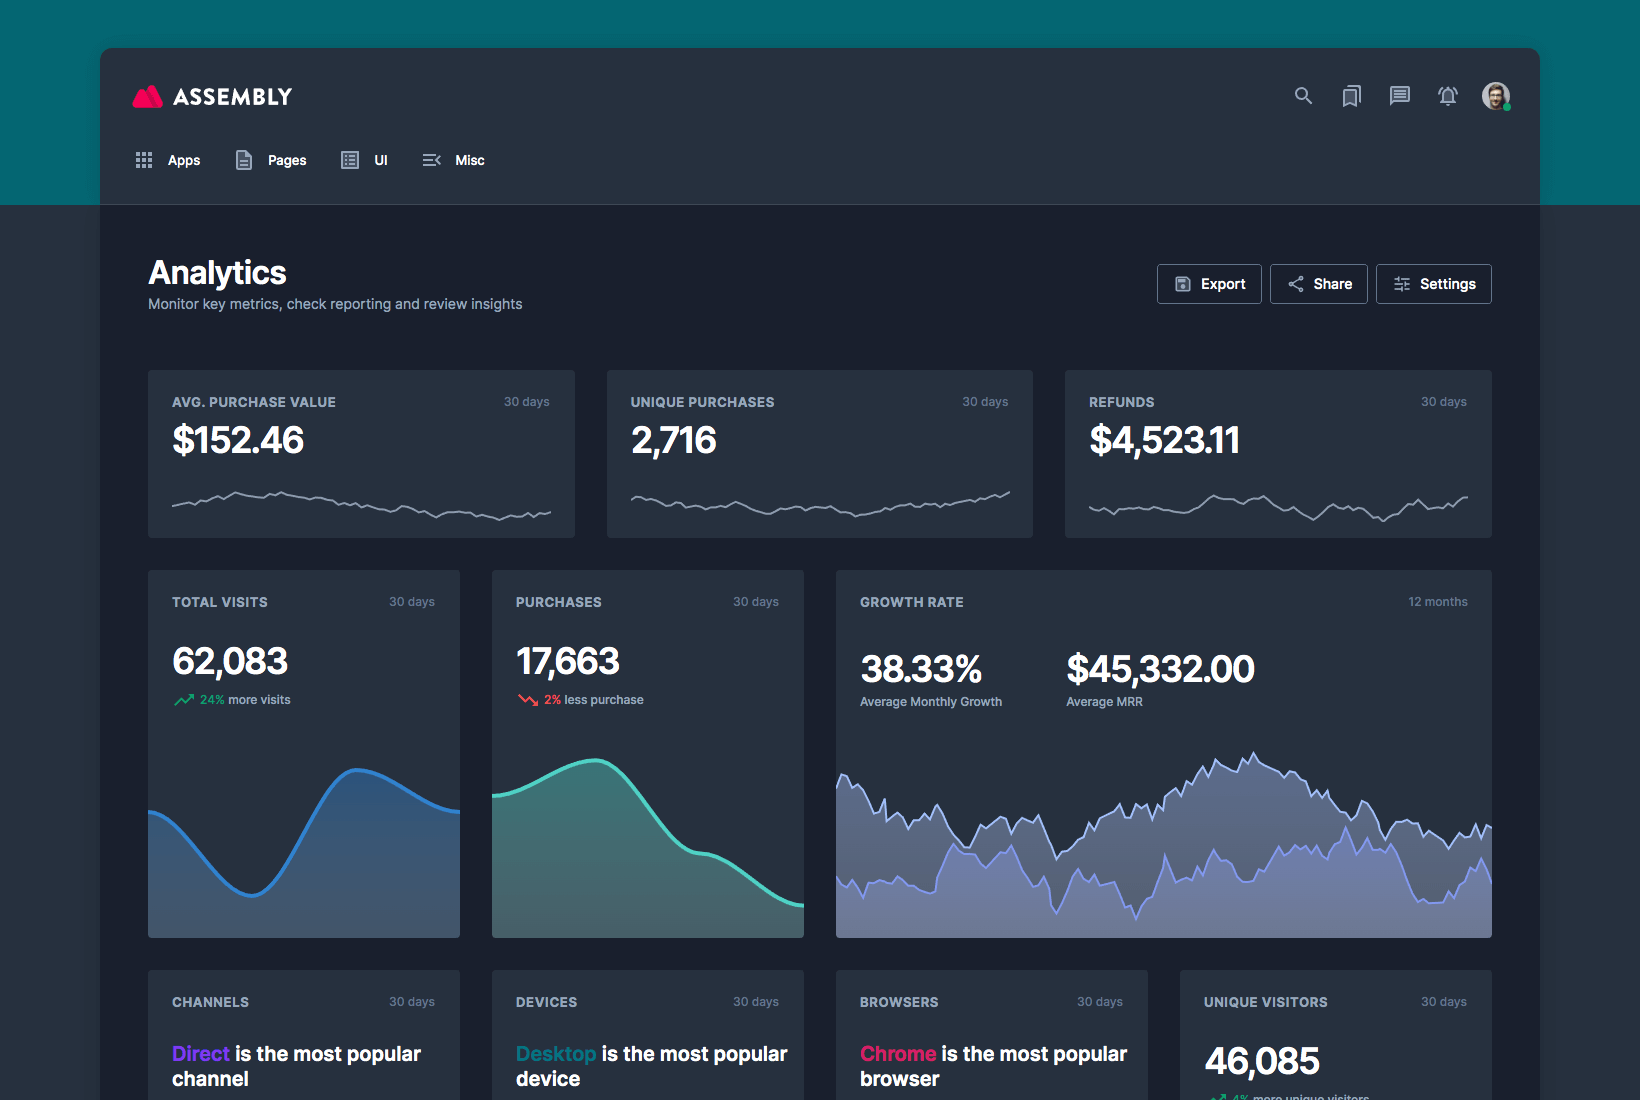 ASSEMBLY
Apps Pages UI Misc
Analytics
Monitor key metrics, check reporting and review insights
Export Share Settings
AVG. PURCHASE VALUE 30 days
$152.46
UNIQUE PURCHASES 30 days
2,716
REFUNDS 30 days
$4,523.11
TOTAL VISITS 30 days
62,083
24% more visits
PURCHASES 30 days
17,663
2% less purchase
GROWTH RATE 12 months
38.33% $45,332.00
Average Monthly Growth Average MRR
CHANNELS 30 days
Direct is the most popular
channel
DEVICES 30 days
Desktop is the most popular
device
BROWSERS 30 days
Chrome is the most popular
browser
UNIQUE VISITORS 30 days
46,085
4% more unique visitors